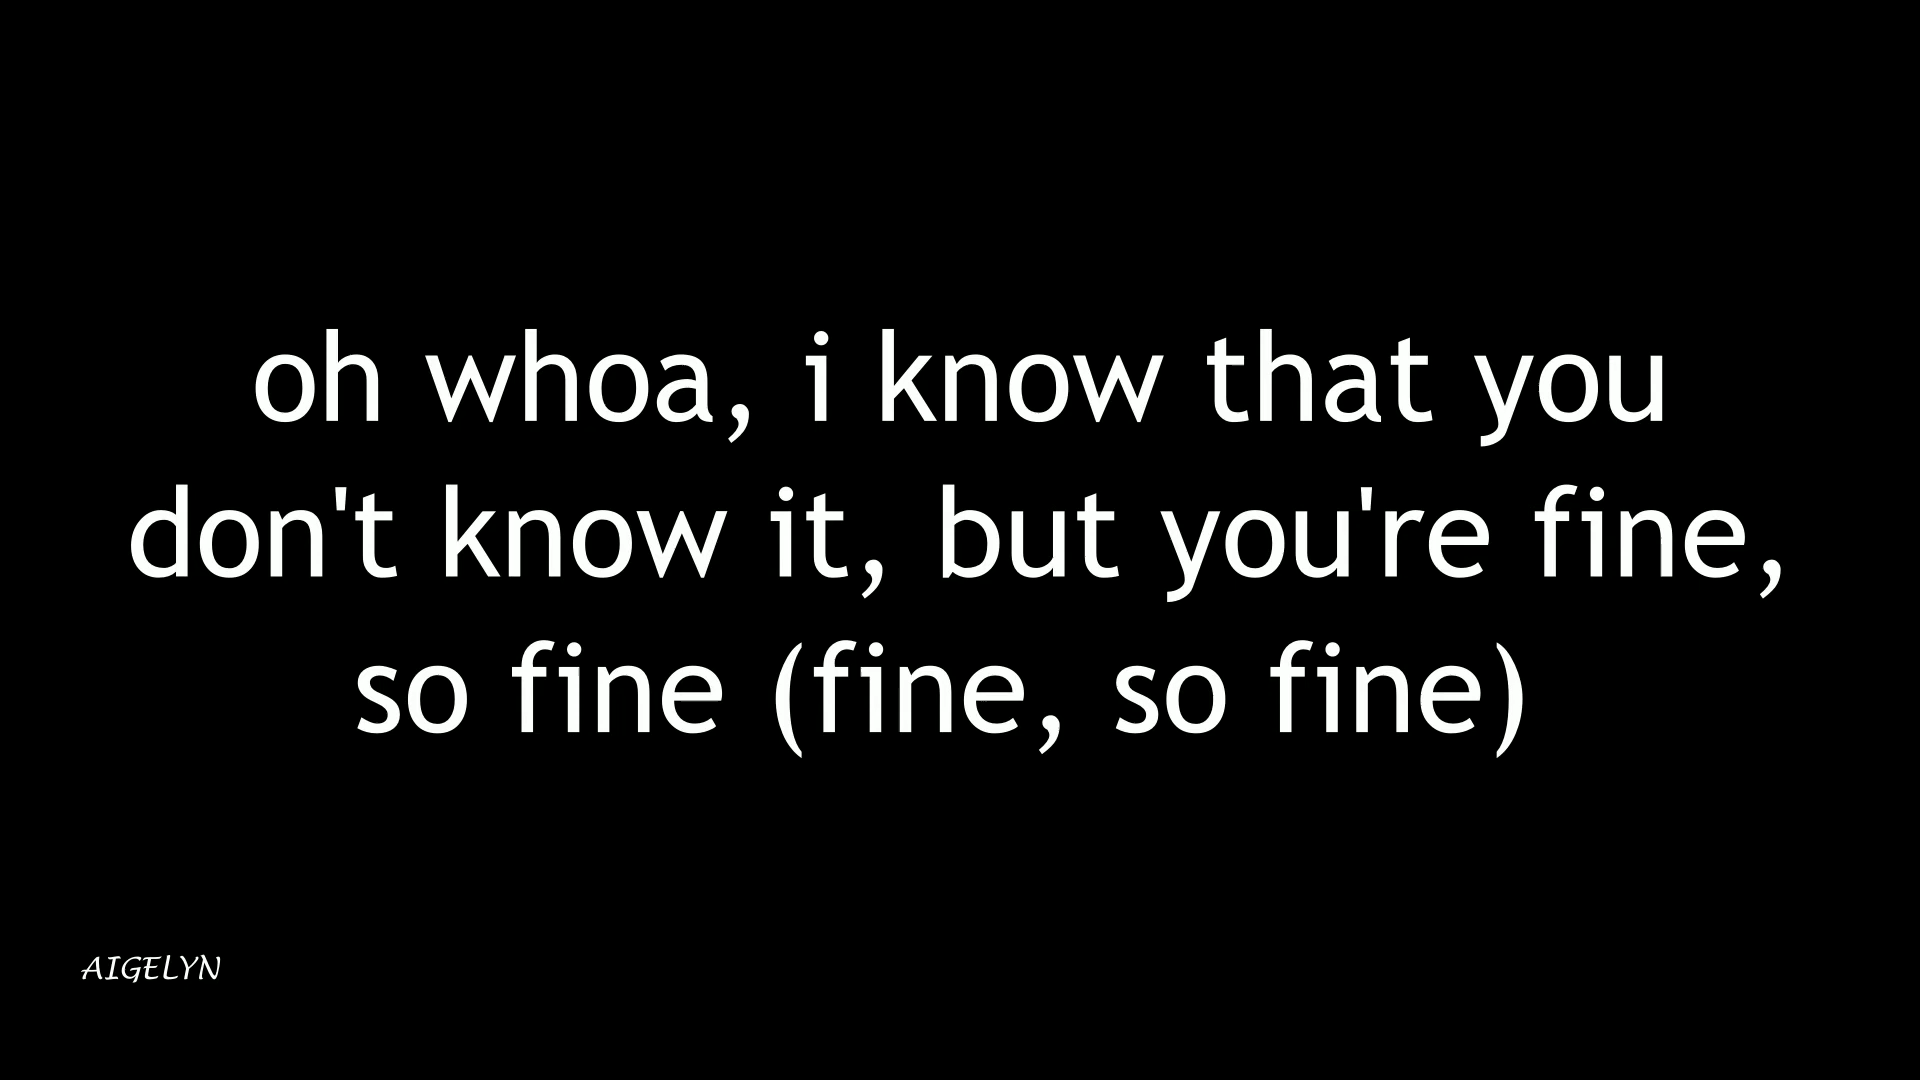 oh whoa, i know that you
don't know it, but you're fine,
so fine (fine, so fine)
AIGELYN